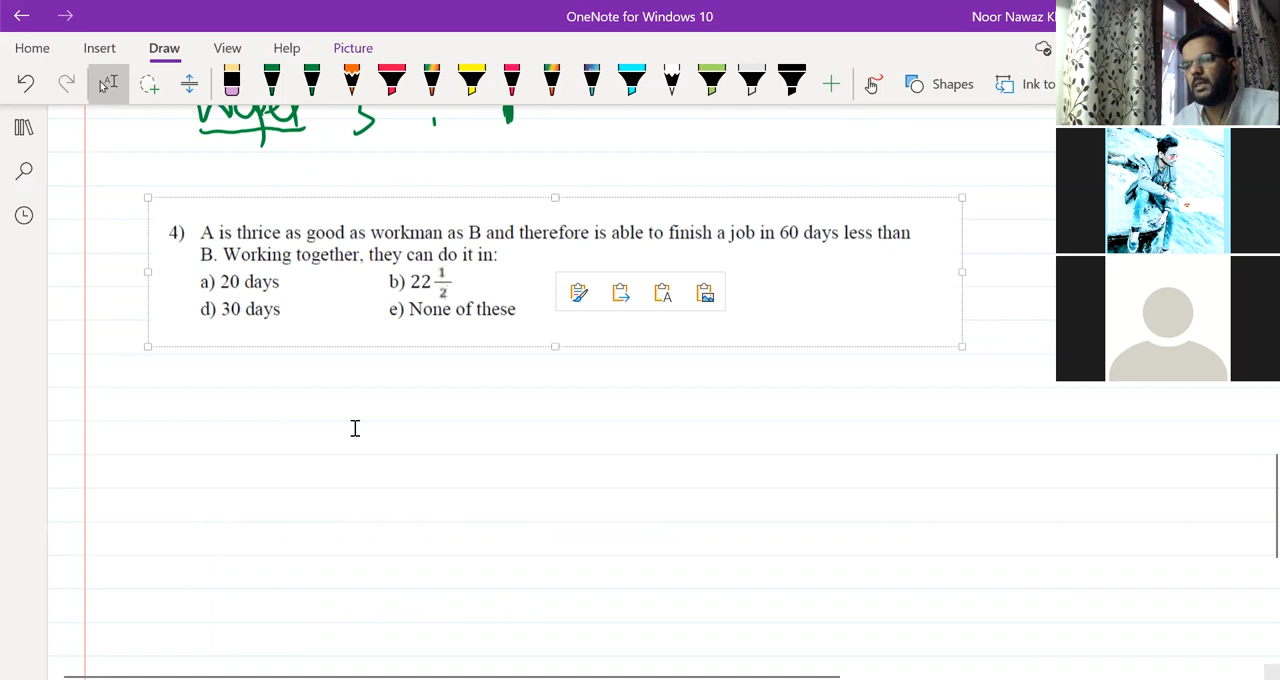 OneNote for Windows 10
Noor Nawaz
Home Insert Draw View Help Picture
Shapes
Ink to
4) A is thrice as good as workman as B and therefore is able to finish a job in 60 days less than
B. Working together, they can do it in:
a) 20 days b) 22 1/2
d) 30 days e) None of these